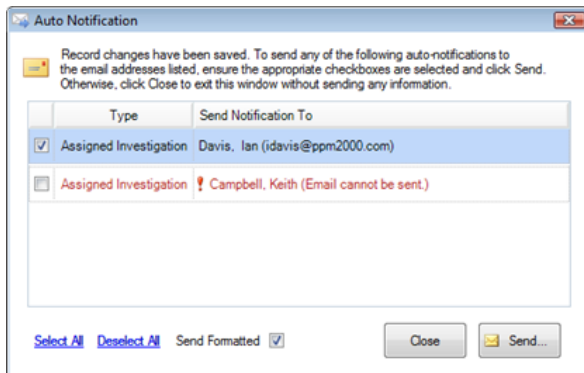 Auto Notification
Record changes have been saved. To send any of the following auto-notifications to
the email addresses listed, ensure the appropriate checkboxes are selected and click Send.
Otherwise, click Close to exit this window without sending any information.
Type Send Notification To
Assigned Investigation Davis, Ian (idavis@ppm2000.com)
Assigned Investigation Campbell, Keith (Email cannot be sent.)
Select All Deselect All Send Formatted Close Send...